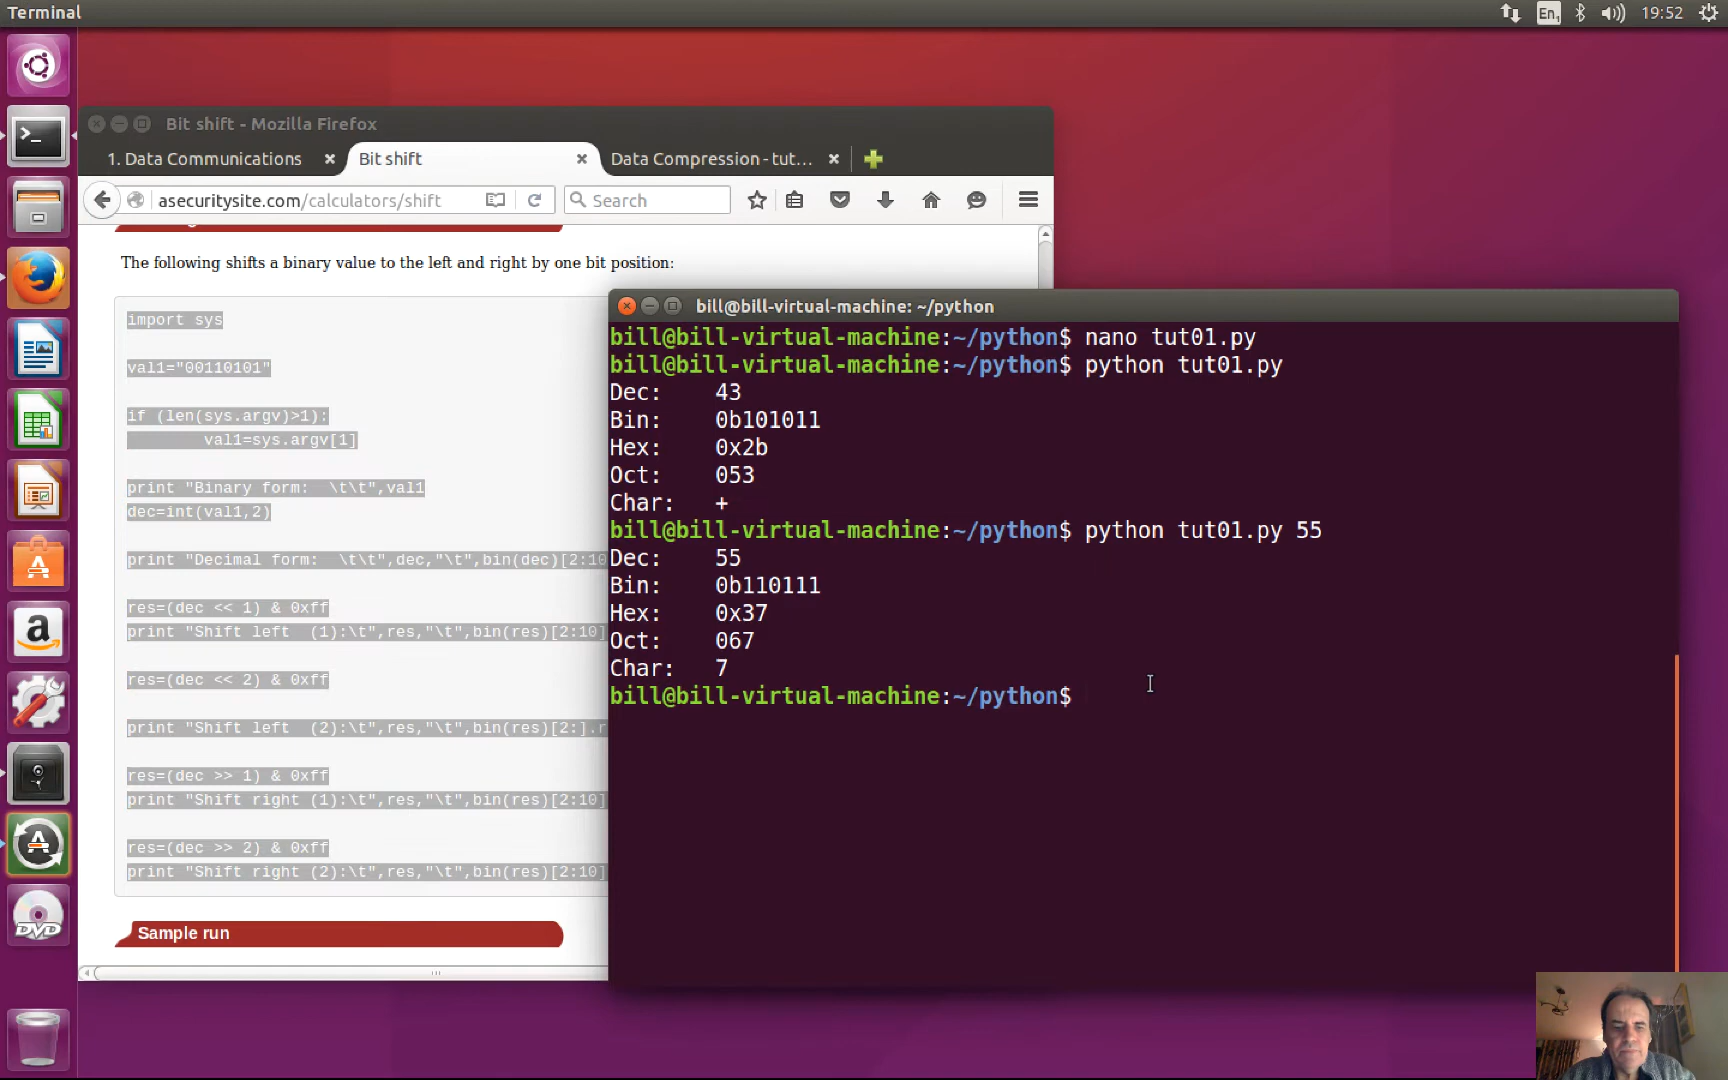 Terminal
En1
19:52
Bit shift - Mozilla Firefox
1. Data Communications
Bit shift
Data Compression - tut...
asecuritysite.com/calculators/shift
Search
The following shifts a binary value to the left and right by one bit position:
import sys
val1="00110101"
if (len(sys.argv)>1):
val1=sys.argv[1]
print "Binary form:  \t\t",val1
dec=int(val1,2)
print "Decimal form:  \t\t",dec,"\t",bin(dec)[2:10
res=(dec << 1) & 0xff
print "Shift left  (1):\t",res,"\t",bin(res)[2:10]
res=(dec << 2) & 0xff
print "Shift left  (2):\t",res,"\t",bin(res)[2:].r
res=(dec >> 1) & 0xff
print "Shift right (1):\t",res,"\t",bin(res)[2:10]
res=(dec >> 2) & 0xff
print "Shift right (2):\t",res,"\t",bin(res)[2:10]
Sample run
bill@bill-virtual-machine: ~/python
bill@bill-virtual-machine:~/python$ nano tut01.py
bill@bill-virtual-machine:~/python$ python tut01.py
Dec:    43
Bin:    0b101011
Hex:    0x2b
Oct:    053
Char:   +
bill@bill-virtual-machine:~/python$ python tut01.py 55
Dec:    55
Bin:    0b110111
Hex:    0x37
Oct:    067
Char:   7
bill@bill-virtual-machine:~/python$
DVD